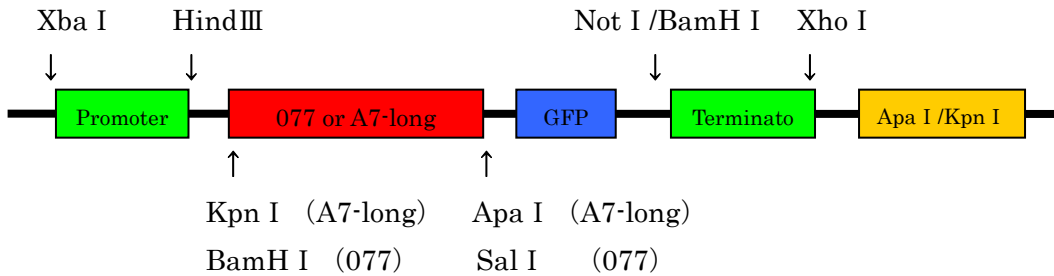 Xba I HindⅢ Not I /BamH I Xho I
Promoter 077 or A7-long GFP Terminato Apa I /Kpn I
Kpn I (A7-long) Apa I (A7-long)
BamH I (077) Sal I (077)